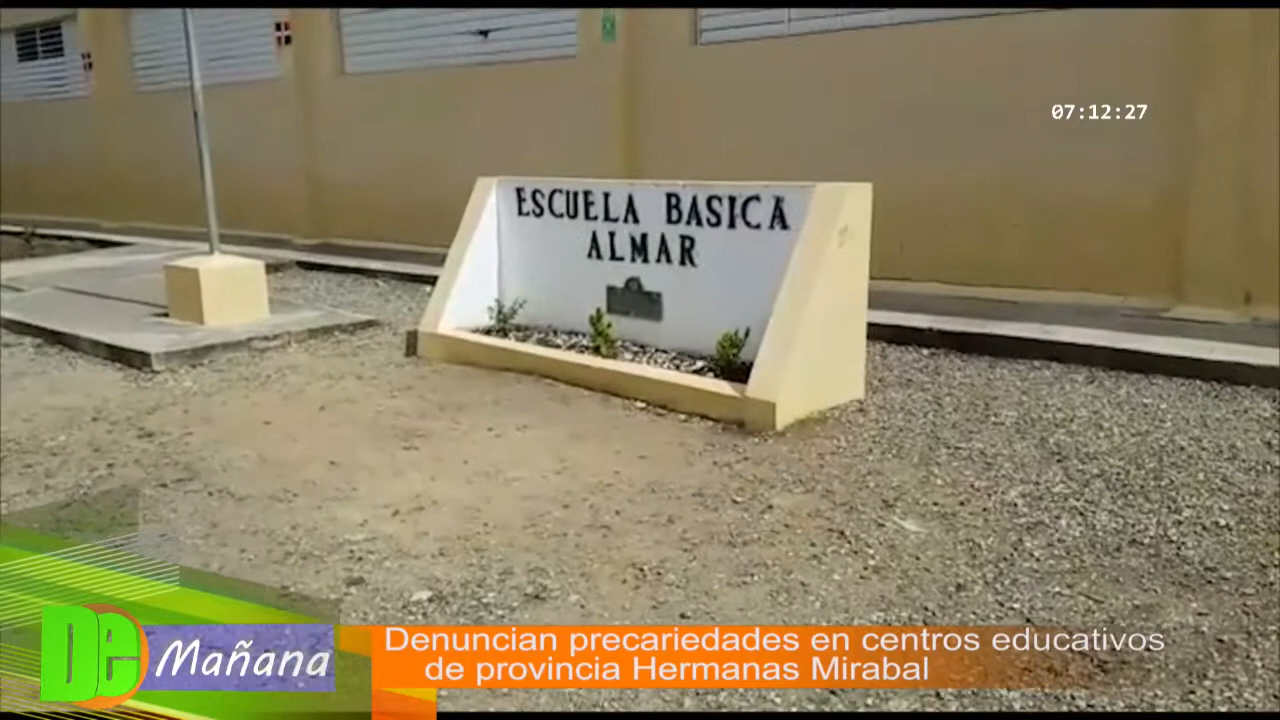 07:12:27
ESCUELA BASICA
ALMAR
De Mañana
Denuncian precariedades en centros educativos
de provincia Hermanas Mirabal